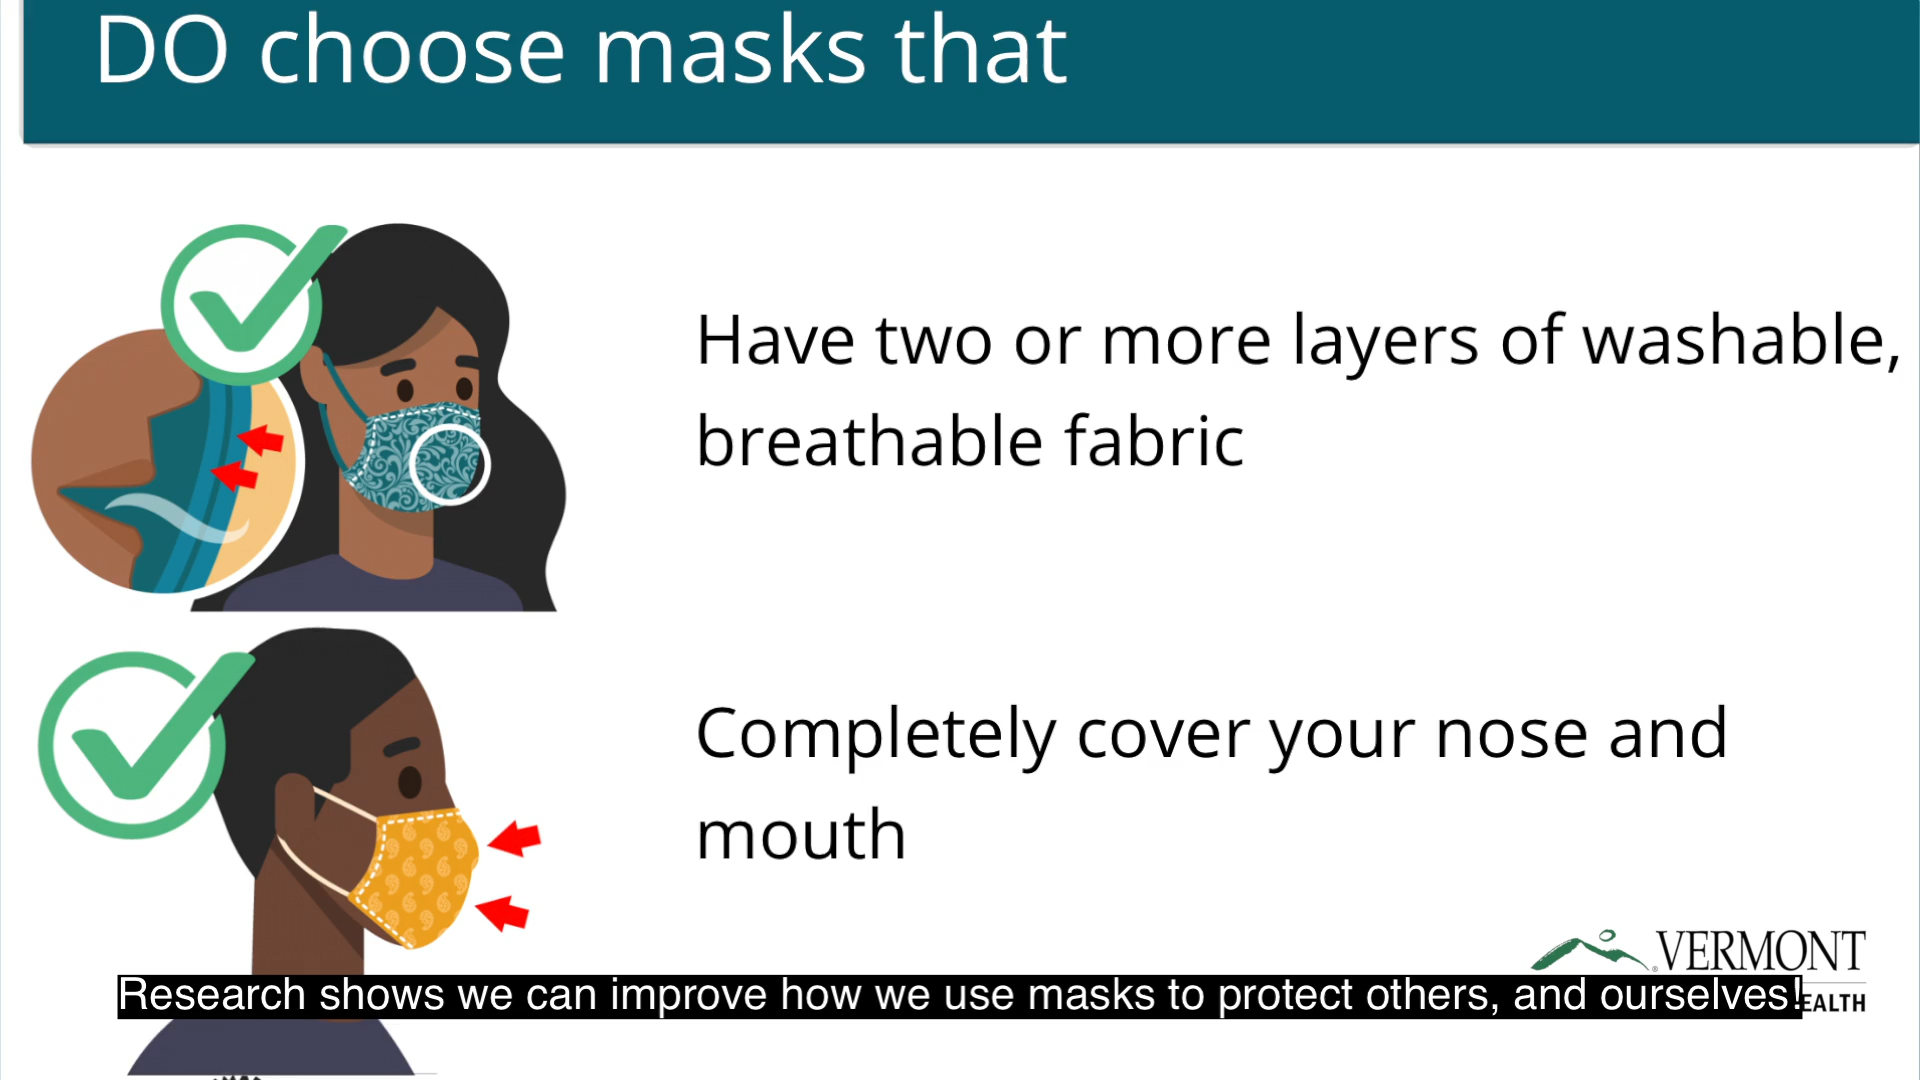 DO choose masks that
Have two or more layers of washable,
breathable fabric
Completely cover your nose and
mouth
VERMONT
Research shows we can improve how we use masks to protect others, and ourselves!